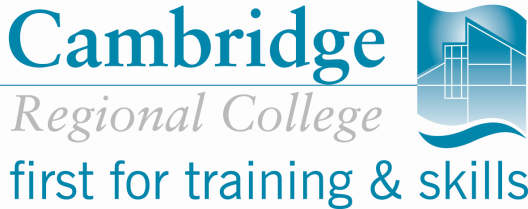 Cambridge
Regional College
first for training & skills